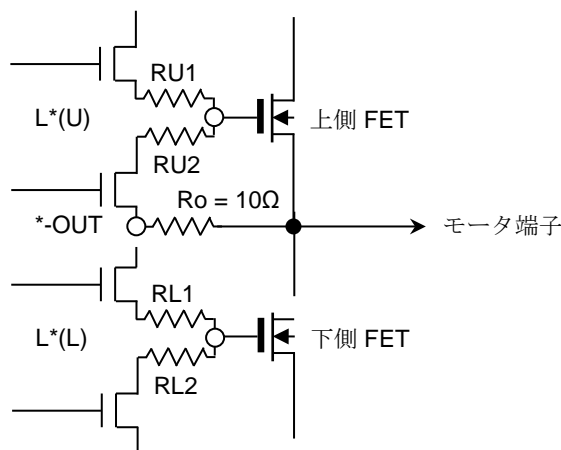 RU1
L*(U)
上側 FET
RU2
Ro = 10Ω
*-OUT
モータ端子
RL1
L*(L)
下側 FET
RL2